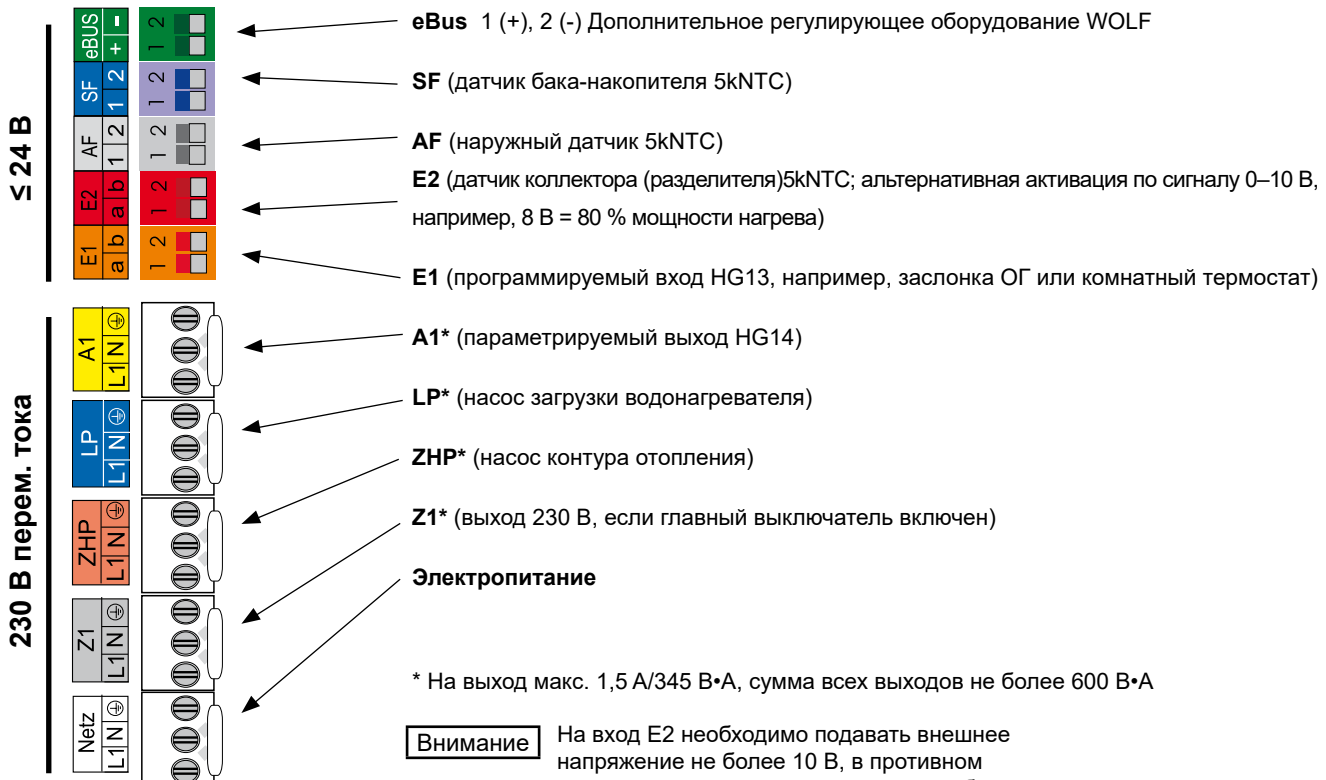 ≤ 24 В
230 В перем. тока
eBUS
+ -
1 2
SF
1 2
1 2
AF
1 2
1 2
E2
a b
1 2
E1
a b
1 2
A1
L1 N
LP
L1 N
ZHP
L1 N
Z1
L1 N
Netz
L1 N
eBus 1 (+), 2 (-) Дополнительное регулирующее оборудование WOLF
SF (датчик бака-накопителя 5kNTC)
AF (наружный датчик 5kNTC)
E2 (датчик коллектора (разделителя)5kNTC; альтернативная активация по сигналу 0–10 В,
например, 8 В = 80 % мощности нагрева)
E1 (программируемый вход HG13, например, заслонка ОГ или комнатный термостат)
A1* (параметрируемый выход HG14)
LP* (насос загрузки водонагревателя)
ZHP* (насос контура отопления)
Z1* (выход 230 В, если главный выключатель включен)
Электропитание
* На выход макс. 1,5 А/345 В•А, сумма всех выходов не более 600 В•А
Внимание
На вход E2 необходимо подавать внешнее
напряжение не более 10 В, в противном